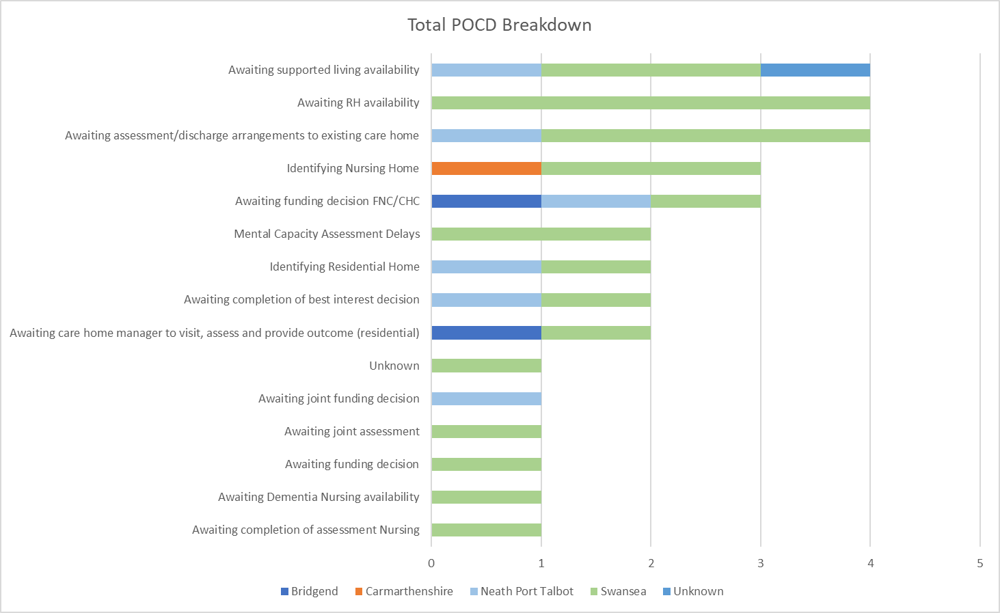 Total POCD Breakdown
Awaiting supported living availability
Awaiting RH availability
Awaiting assessment/discharge arrangements to existing care home
Identifying Nursing Home
Awaiting funding decision FNC/CHC
Mental Capacity Assessment Delays
Identifying Residential Home
Awaiting completion of best interest decision
Awaiting care home manager to visit, assess and provide outcome (residential)
Unknown
Awaiting joint funding decision
Awaiting joint assessment
Awaiting funding decision
Awaiting Dementia Nursing availability
Awaiting completion of assessment Nursing
0 1 2 3 4 5
Bridgend Carmarthenshire Neath Port Talbot Swansea Unknown